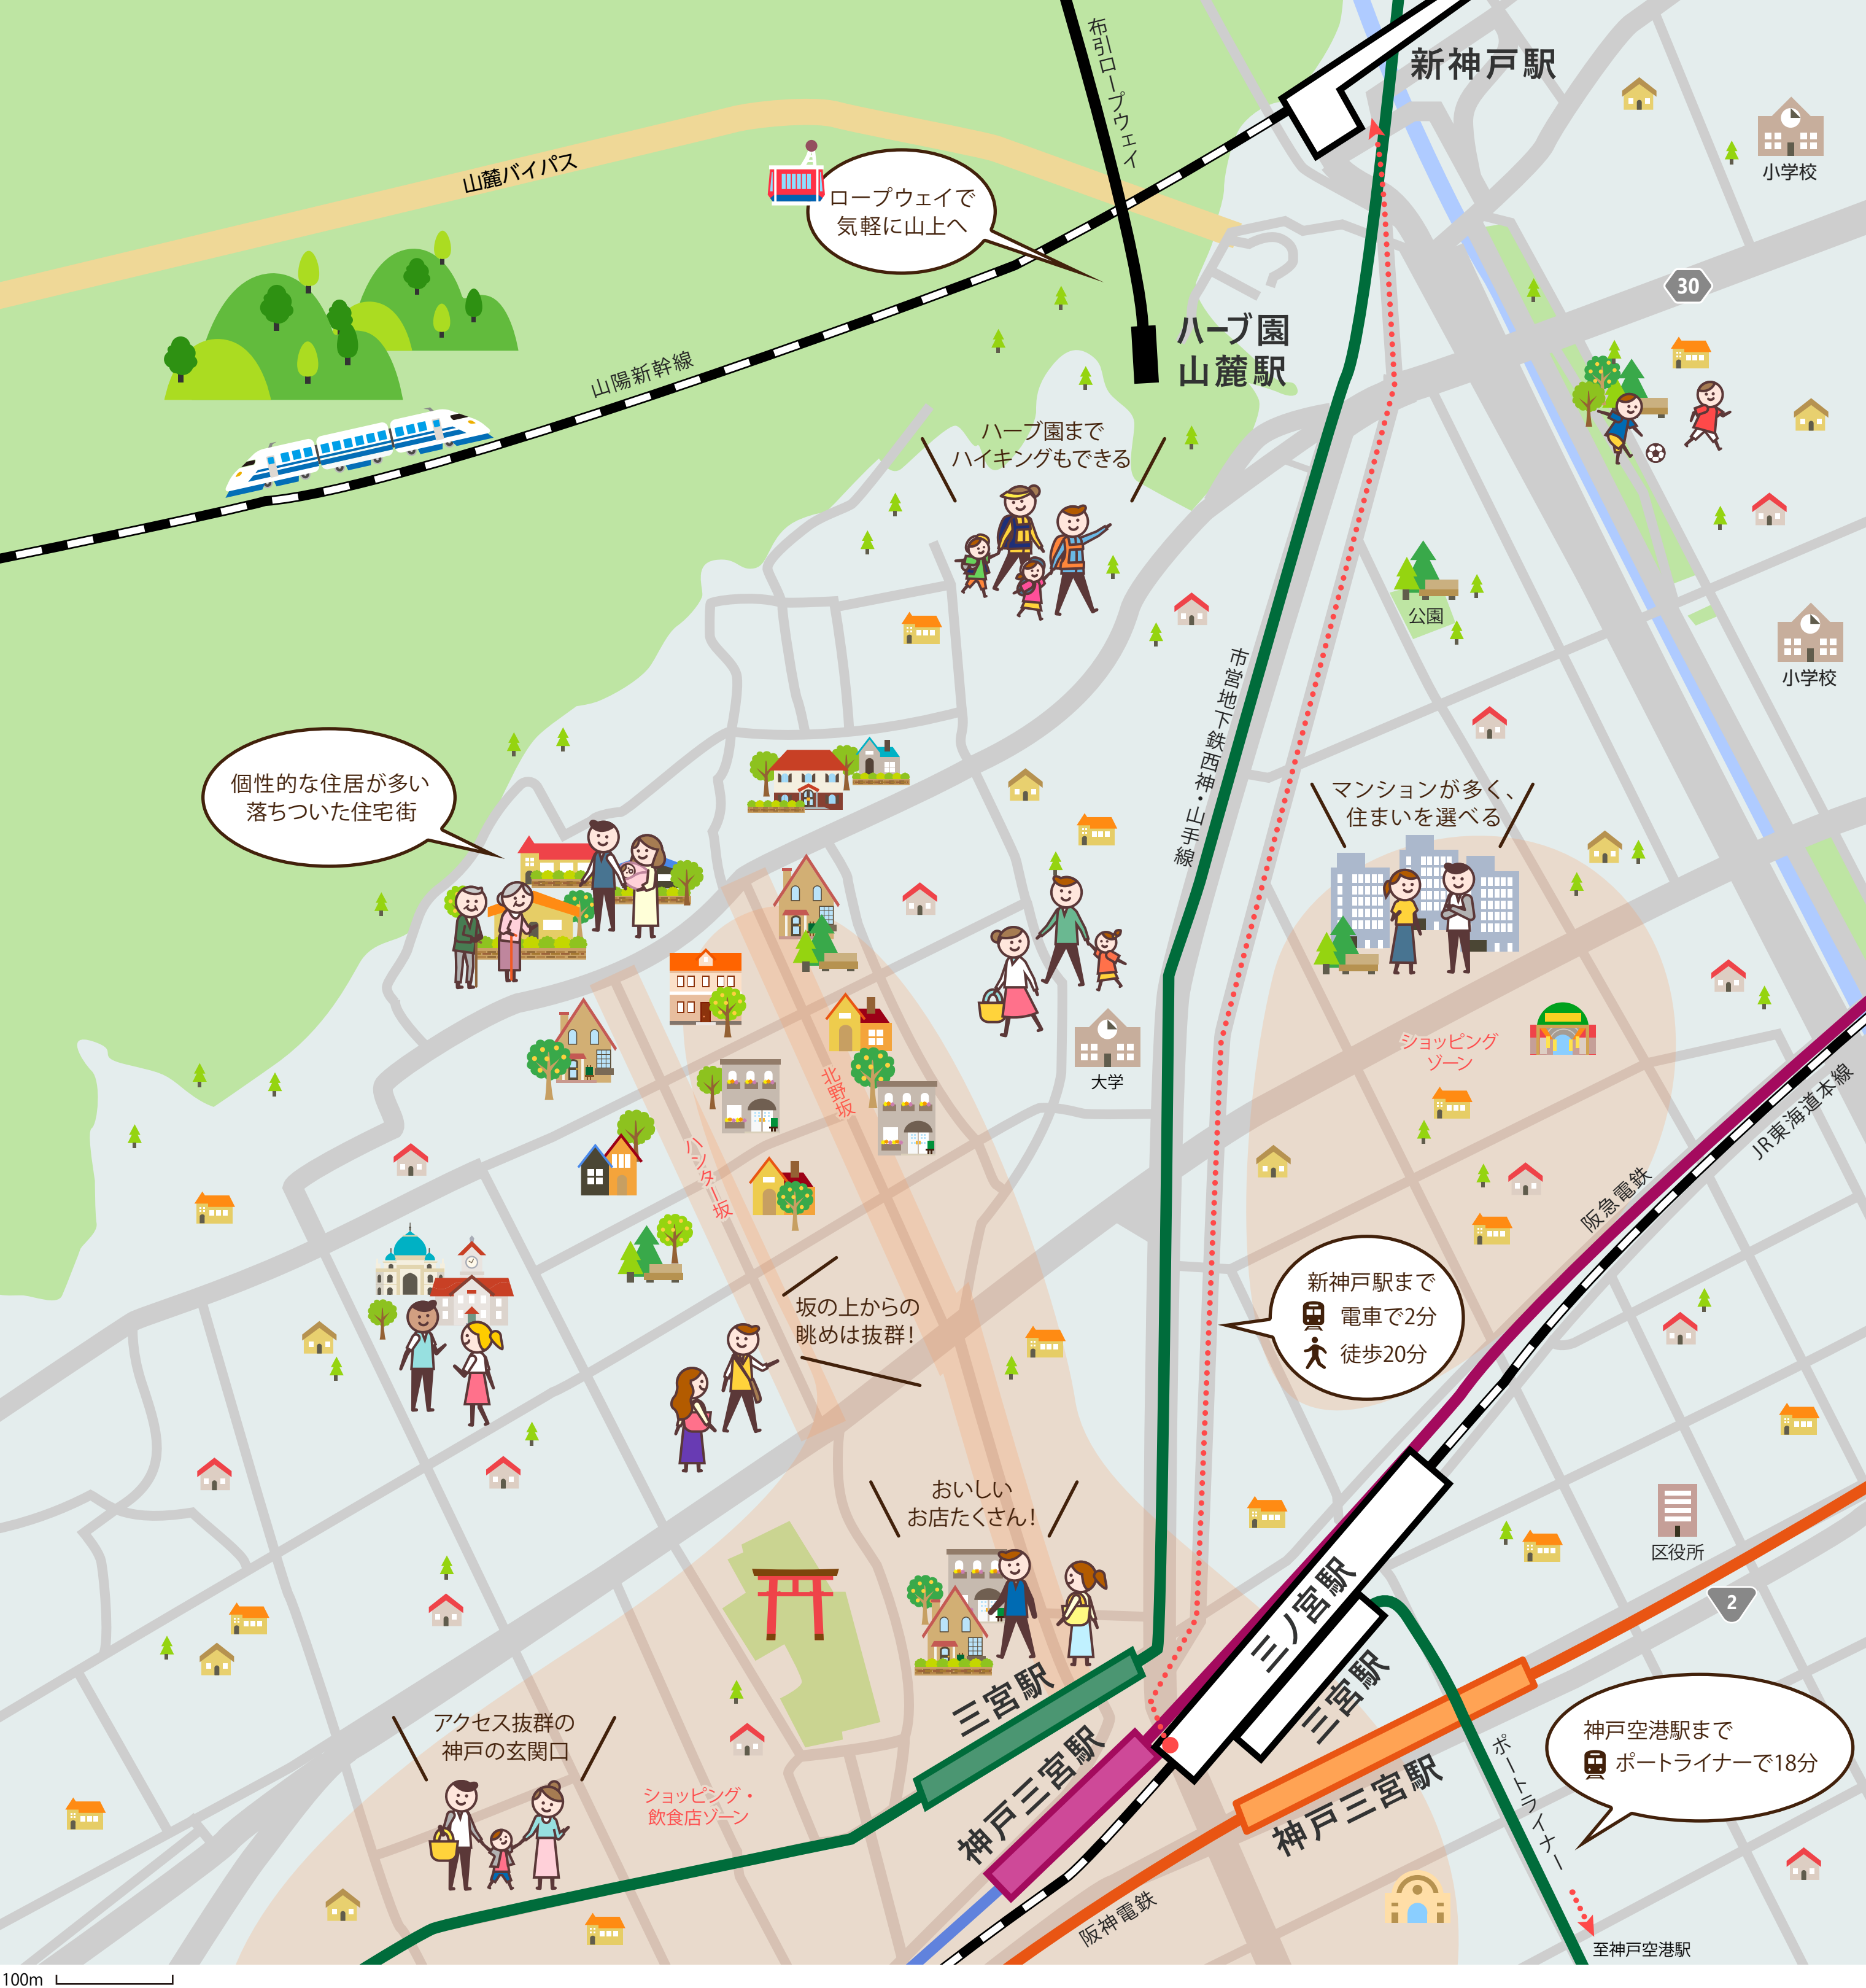 新神戸駅
布引ロープウェイ
小学校
山麓バイパス
ロープウェイで
気軽に山上へ
30
ハーブ園
山麓駅
山陽新幹線
ハーブ園まで
ハイキングもできる
公園
小学校
市営地下鉄西神・山手線
個性的な住居が多い
落ちついた住宅街
マンションが多く、
住まいを選べる
ショッピング
ゾーン
大学
北野坂
ハンター坂
JR東海道本線
阪急電鉄
新神戸駅まで
電車で2分
徒歩20分
坂の上からの
眺めは抜群!
おいしい
お店たくさん!
区役所
2
三ノ宮駅
三宮駅
三宮駅
神戸三宮駅
神戸三宮駅
アクセス抜群の
神戸の玄関口
ショッピング・
飲食店ゾーン
ポートライナー
神戸空港駅まで
ポートライナーで18分
阪神電鉄
至神戸空港駅
100m